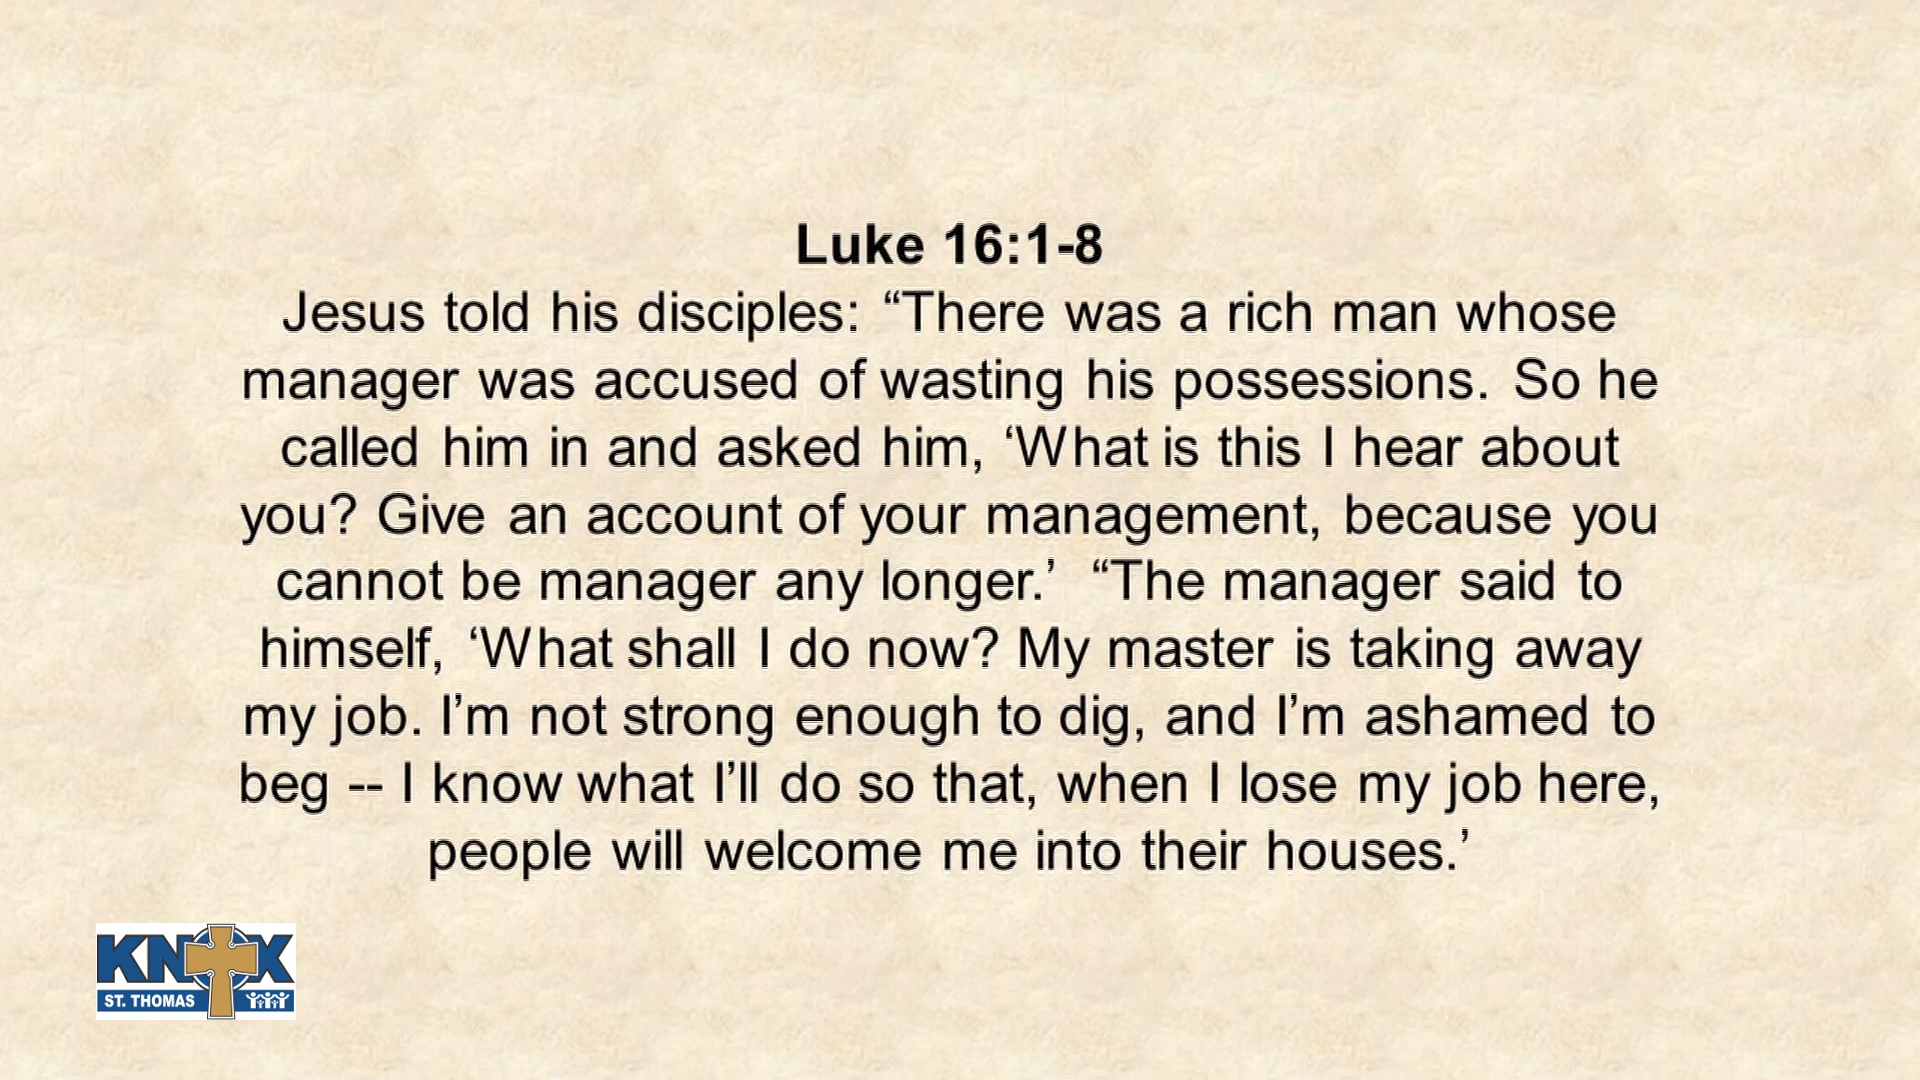 Luke 16:1-8
Jesus told his disciples: “There was a rich man whose
manager was accused of wasting his possessions. So he
called him in and asked him, ‘What is this I hear about
you? Give an account of your management, because you
cannot be manager any longer.’ “The manager said to
himself, ‘What shall I do now? My master is taking away
my job. I’m not strong enough to dig, and I’m ashamed to
beg -- I know what I’ll do so that, when I lose my job here,
people will welcome me into their houses.’
KNOX
ST. THOMAS